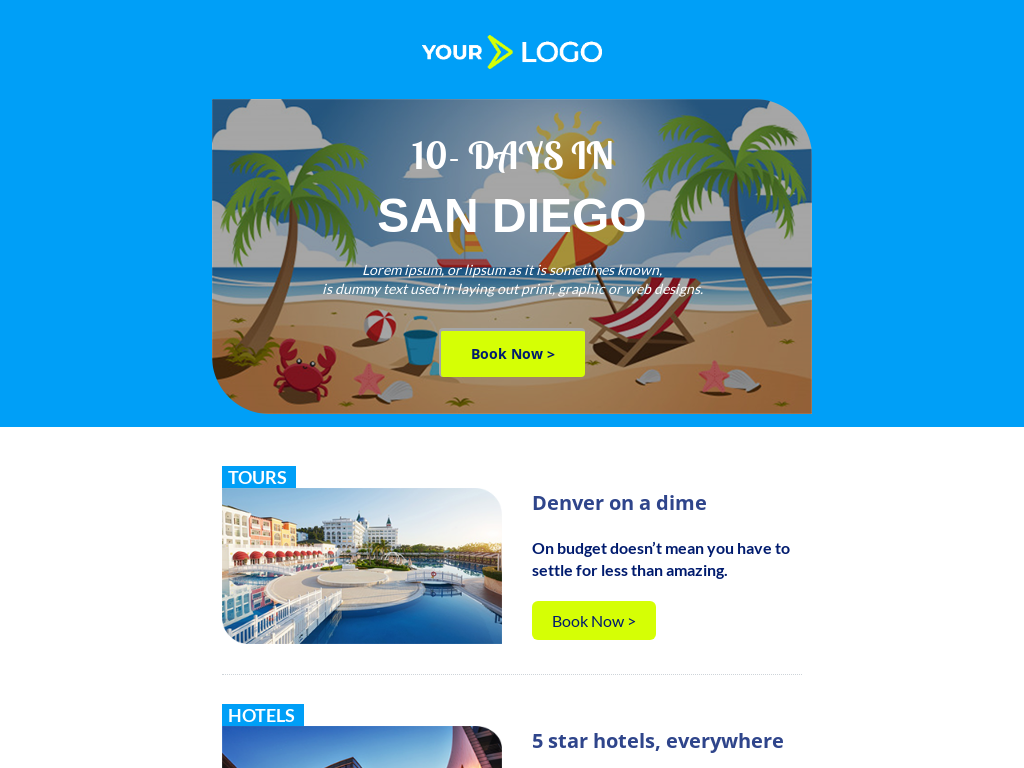 YOUR LOGO
10- DAYS IN
SAN DIEGO
Lorem ipsum, or lipsum as it is sometimes known,
is dummy text used in laying out print, graphic or web designs.
Book Now >
TOURS
Denver on a dime
On budget doesn’t mean you have to
settle for less than amazing.
Book Now >
HOTELS
5 star hotels, everywhere